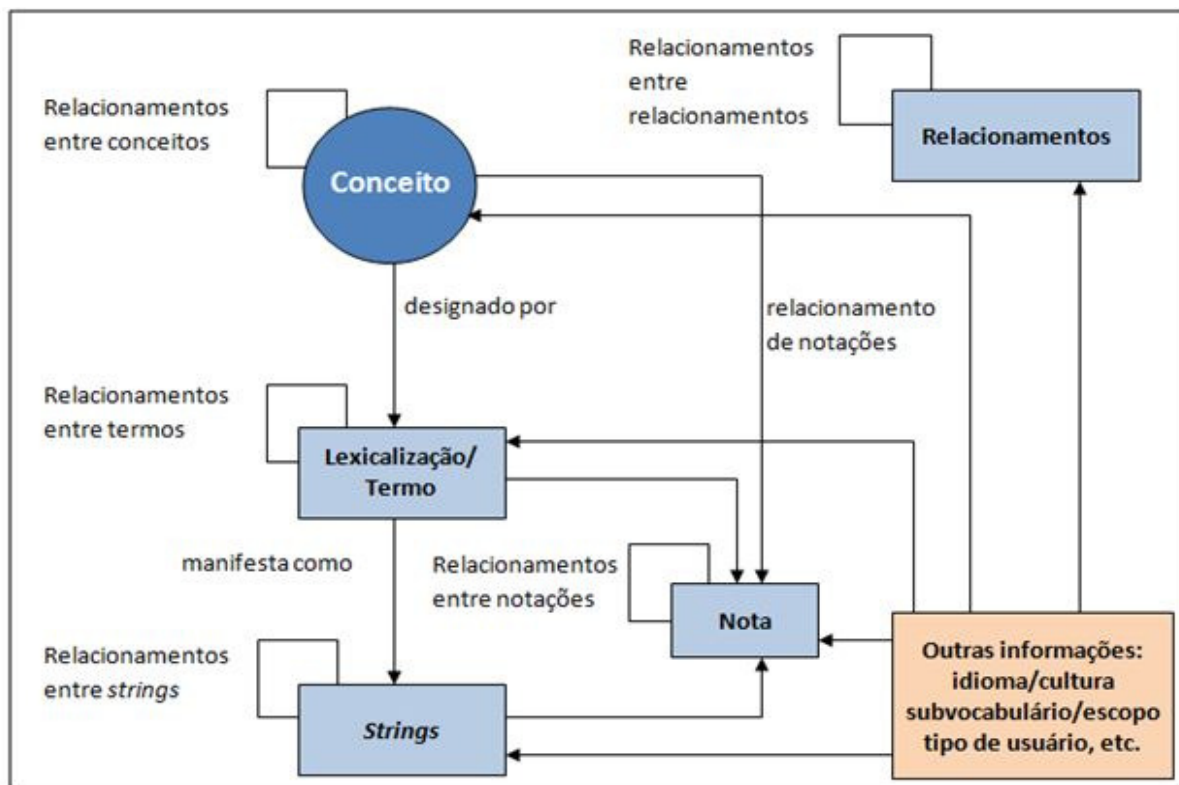 Relacionamentos
entre conceitos
Conceito
Relacionamentos
entre
relacionamentos
Relacionamentos
designado por
relacionamento
de notações
Relacionamentos
entre termos
Lexicalização/
Termo
manifesta como
Relacionamentos
entre notações
Nota
Relacionamentos
entre strings
Strings
Outras informações:
idioma/cultura
subvocabulário/escopo
tipo de usuário, etc.